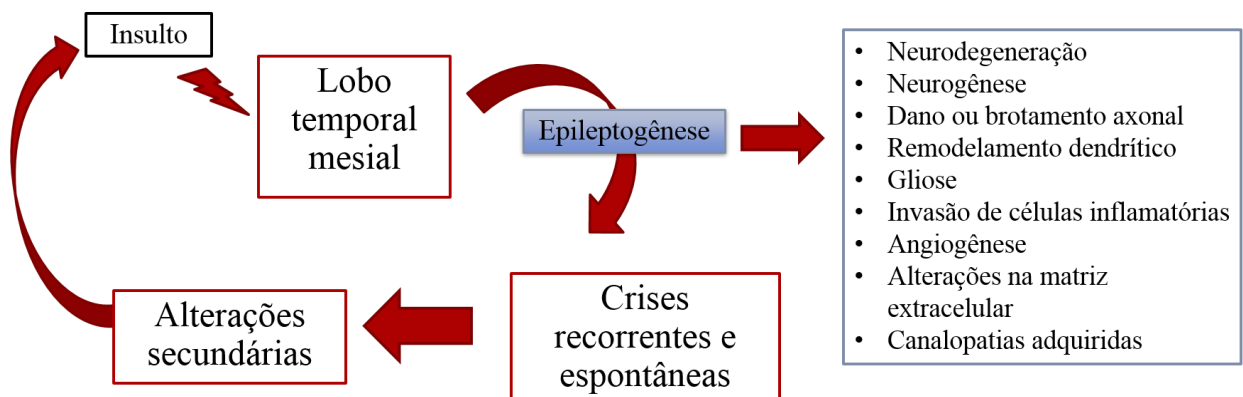 Insulto
Lobo
temporal
mesial
Epileptogênese
• Neurodegeneração
• Neurogênese
• Dano ou brotamento axonal
• Remodelamento dendrítico
• Gliose
• Invasão de células inflamatórias
• Angiogênese
• Alterações na matriz
extracelular
• Canalopatias adquiridas
Crises
recorrentes e
espontâneas
Alterações
secundárias